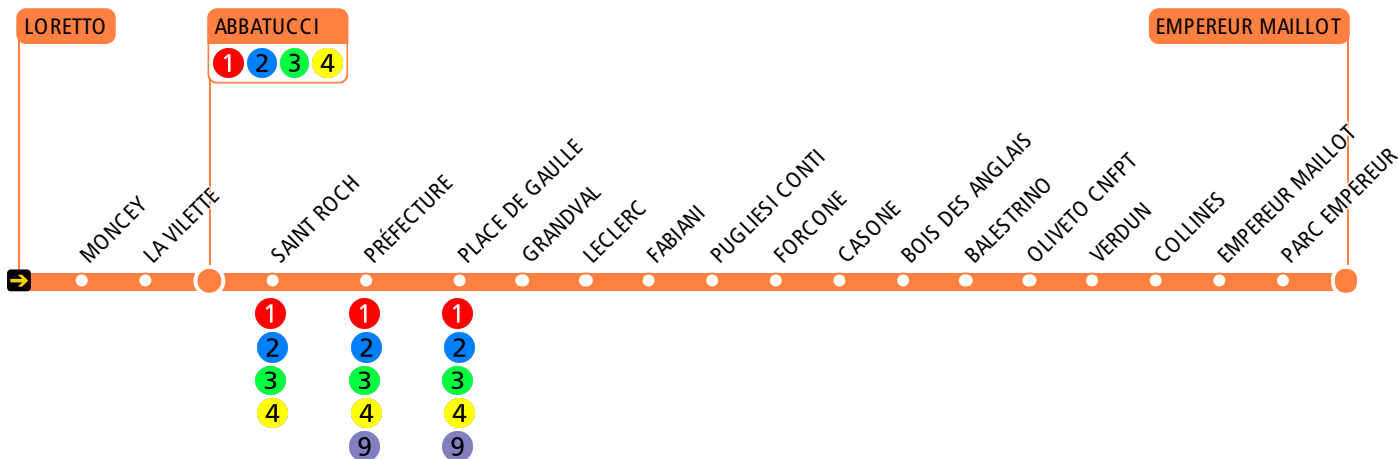 LORETTO
ABBATUCCI
1 2 3 4
EMPEREUR MAILLOT
MONCEY
LA VILETTE
SAINT ROCH
PRÉFECTURE
PLACE DE GAULLE
GRANDVAL
LECLERC
FABIANI
PUGLIESI CONTI
FORCONE
CASONE
BOIS DES ANGLAIS
BALESTRINO
OLIVETO CNFPT
VERDUN
COLLINES
EMPEREUR MAILLOT
PARC EMPEREUR
1 1 1
2 2 2
3 3 3
4 4 4
9 9